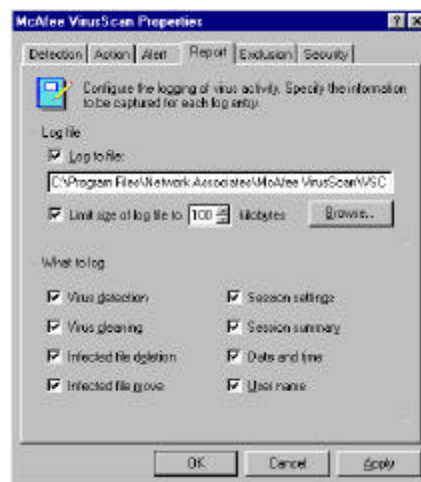 McAfee VirusScan Properties
Detection Action Alert Report Exclusion Security
Configure the logging of virus activity. Specify the information
to be captured for each log entry.
Log file
Log to file:
C:\Program Files\Network Associates\McAfee VirusScan\VSC
Limit size of log file to 100 kilobytes Browse...
What to log
Virus detection Session settings
Virus cleaning Session summary
Infected file deletion Date and time
Infected file move User name
OK Cancel Apply